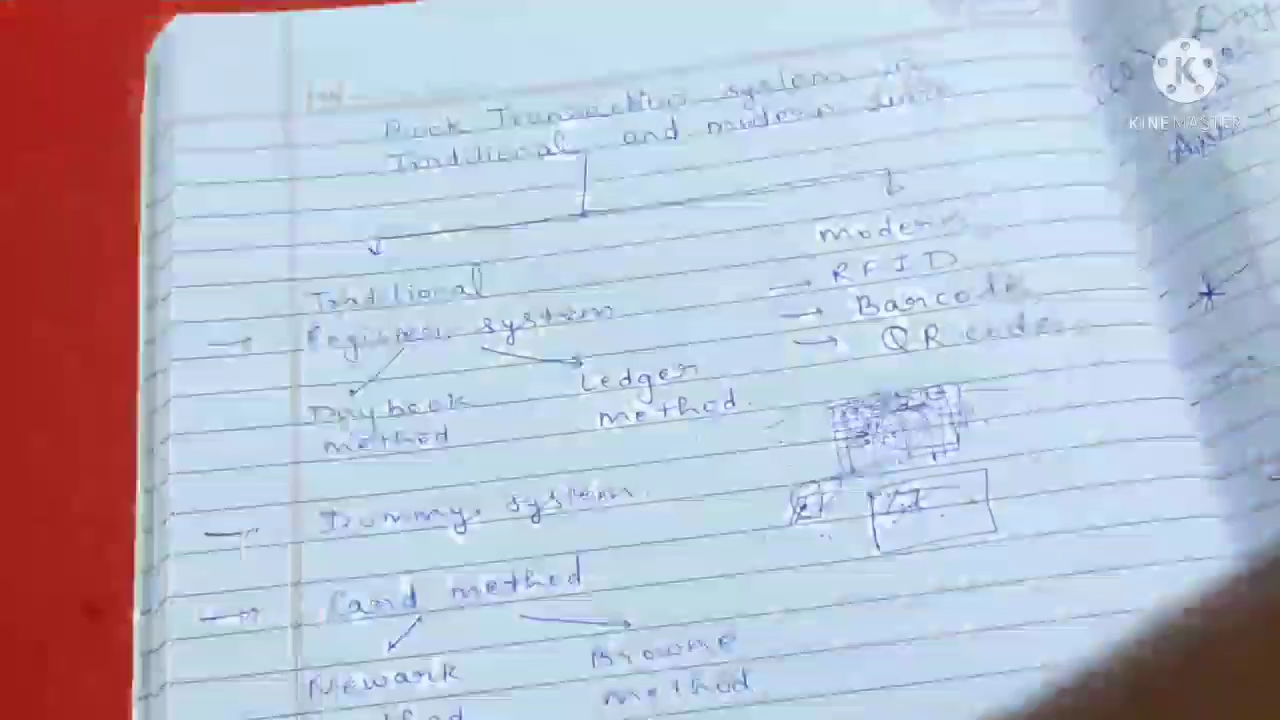 Book Transaction system in
Traditional and modern
Traditional
Register system
Daybook
method
Ledger
method.
Dummy system
Card method
Newark
Browne
method
Modern
RFID
Barcode
QR code
KINEMASTER